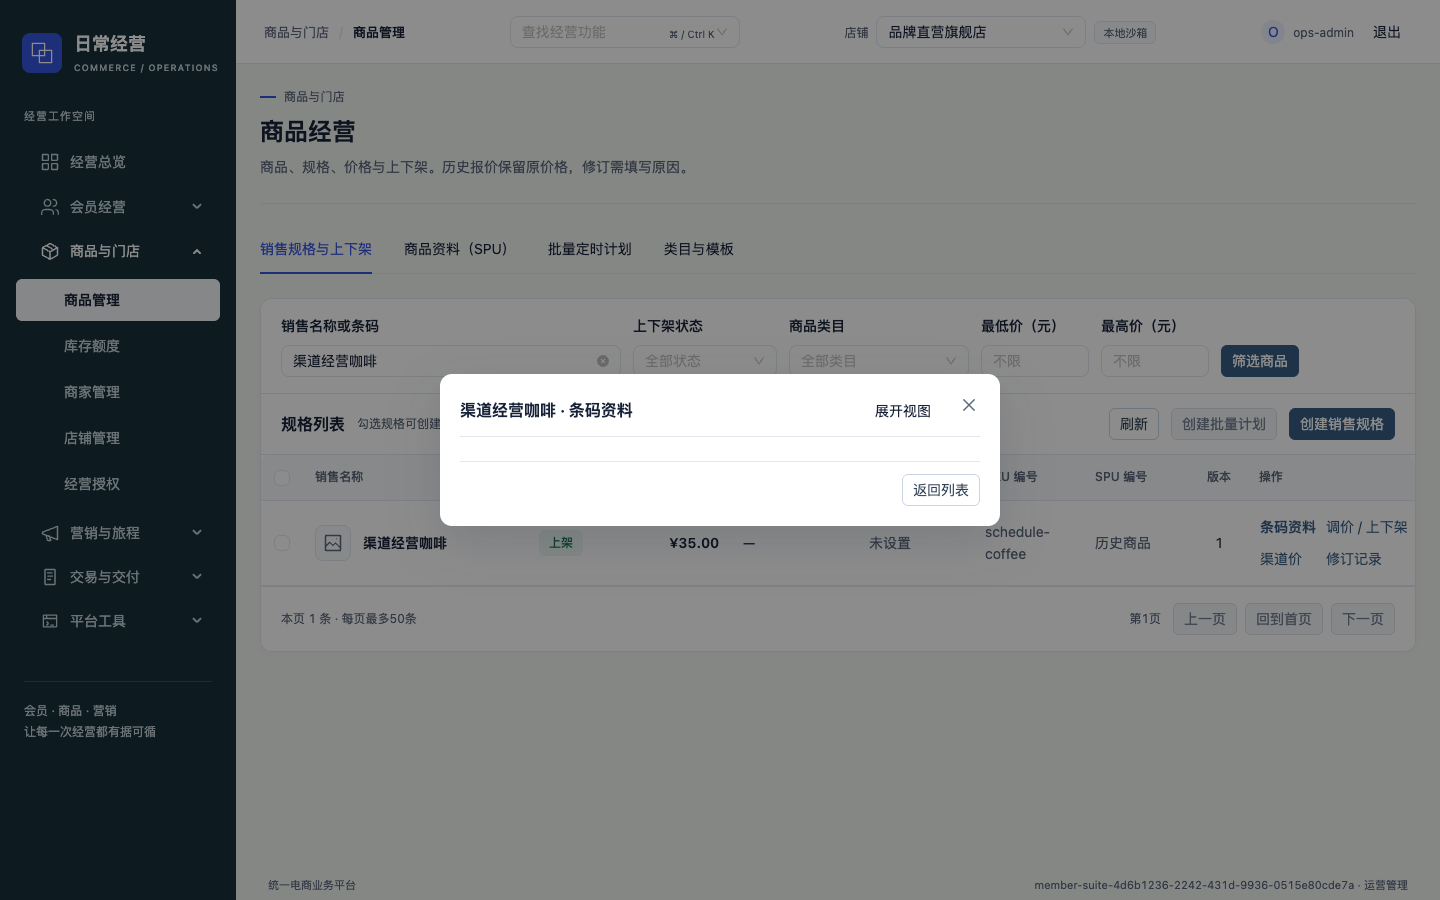 日常经营
COMMERCE / OPERATIONS
经营工作空间
经营总览
会员经营
商品与门店
商品管理
库存额度
商家管理
店铺管理
经营授权
营销与旅程
交易与交付
平台工具
会员 · 商品 · 营销
让每一次经营都有据可循
商品与门店 / 商品管理
查找经营功能 ⌘ / Ctrl K
店铺 品牌直营旗舰店 本地沙箱
O ops-admin 退出
商品与门店
商品经营
商品、规格、价格与上下架。历史报价保留原价格，修订需填写原因。
销售规格与上下架 商品资料（SPU） 批量定时计划 类目与模板
销售名称或条码 上下架状态 商品类目 最低价（元） 最高价（元）
渠道经营咖啡 全部状态 全部类目 不限 不限 筛选商品
规格列表 勾选规格可创建 刷新 创建批量计划 创建销售规格
渠道经营咖啡 · 条码资料 展开视图
返回列表
销售名称 U 编号 SPU 编号 版本 操作
渠道经营咖啡 上架 ¥35.00 — 未设置 schedule-coffee 历史商品 1 条码资料 调价 / 上下架
渠道价 修订记录
本页 1 条 · 每页最多50条 第1页 上一页 回到首页 下一页
统一电商业务平台 member-suite-4d6b1236-2242-431d-9936-0515e80cde7a · 运营管理